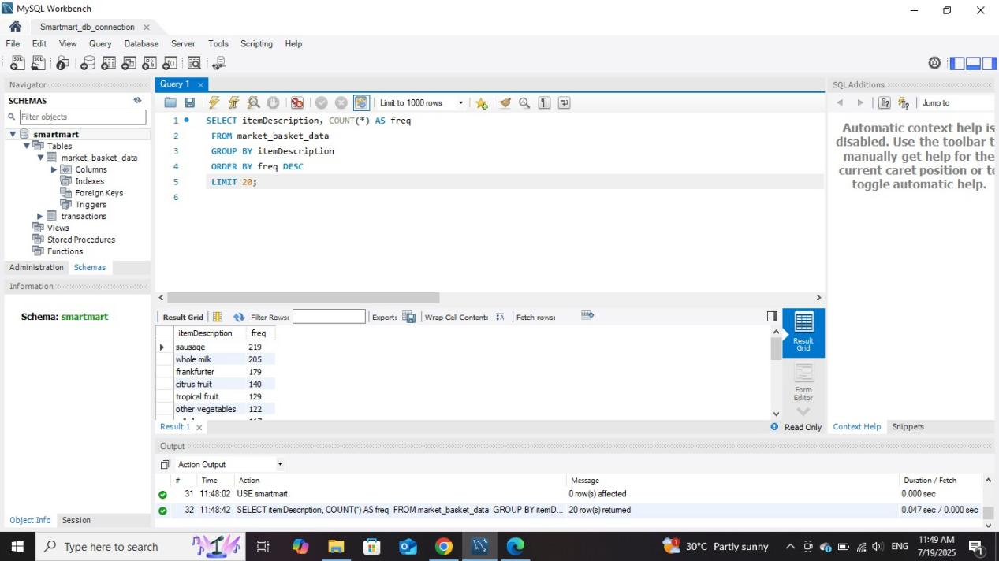 MySQL Workbench
Smartmart_db_connection
File Edit View Query Database Server Tools Scripting Help
Navigator
SCHEMAS
Filter objects
smartmart
Tables
market_basket_data
Columns
Indexes
Foreign Keys
Triggers
transactions
Views
Stored Procedures
Functions
Administration Schemas
Information
Schema: smartmart
Object Info Session
Query 1
Limit to 1000 rows
1 SELECT itemDescription, COUNT(*) AS freq
2 FROM market_basket_data
3 GROUP BY itemDescription
4 ORDER BY freq DESC
5 LIMIT 20;
6
Result Grid Filter Rows: Export: Wrap Cell Content: Fetch rows:
itemDescription freq
sausage 219
whole milk 205
frankfurter 179
citrus fruit 140
tropical fruit 129
other vegetables 122
Result Grid
Form Editor
Result 1
Read Only
SQLAdditions
Jump to
Automatic context help is
disabled. Use the toolbar t
manually get help for the
current caret position or to
toggle automatic help.
Context Help Snippets
Output
Action Output
# Time Action Message Duration / Fetch
31 11:48:02 USE smartmart 0 row(s) affected 0.000 sec
32 11:48:42 SELECT itemDescription, COUNT(*) AS freq FROM market_basket_data GROUP BY itemD... 20 row(s) returned 0.047 sec / 0.000 sec
Type here to search
30°C Partly sunny
ENG
11:49 AM
7/19/2025